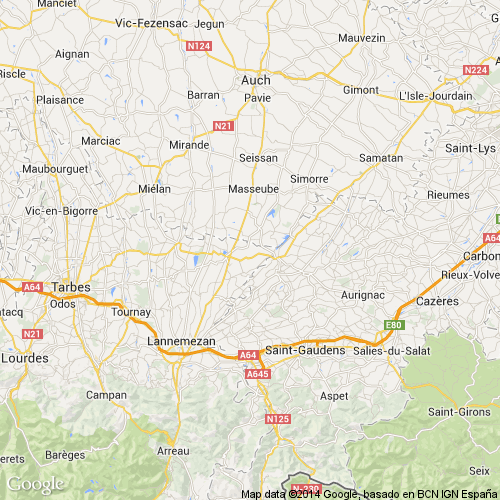 Manciet
Vic-Fezensac
Jegun
Mauvezin
Aignan
N124
Riscle
Auch
N224
Plaisance
Barran
Pavie
Gimont
L'Isle-Jourdain
N21
Marciac
Mirande
Seissan
Samatan
Saint-Lys
Maubourguet
Simorre
Miélan
Masseube
Rieumes
Vic-en-Bigorre
A64
Carbon
Rieux-Volve
A64
Tarbes
Odos
Aurignac
Cazères
Tournay
E80
N21
Lannemezan
A64
Saint-Gaudens
Salies-du-Salat
Lourdes
A645
Campan
Aspet
Saint-Girons
N125
Arreau
Barèges
Seix
N-230
Google
Map data ©2014 Google, basado en BCN IGN España